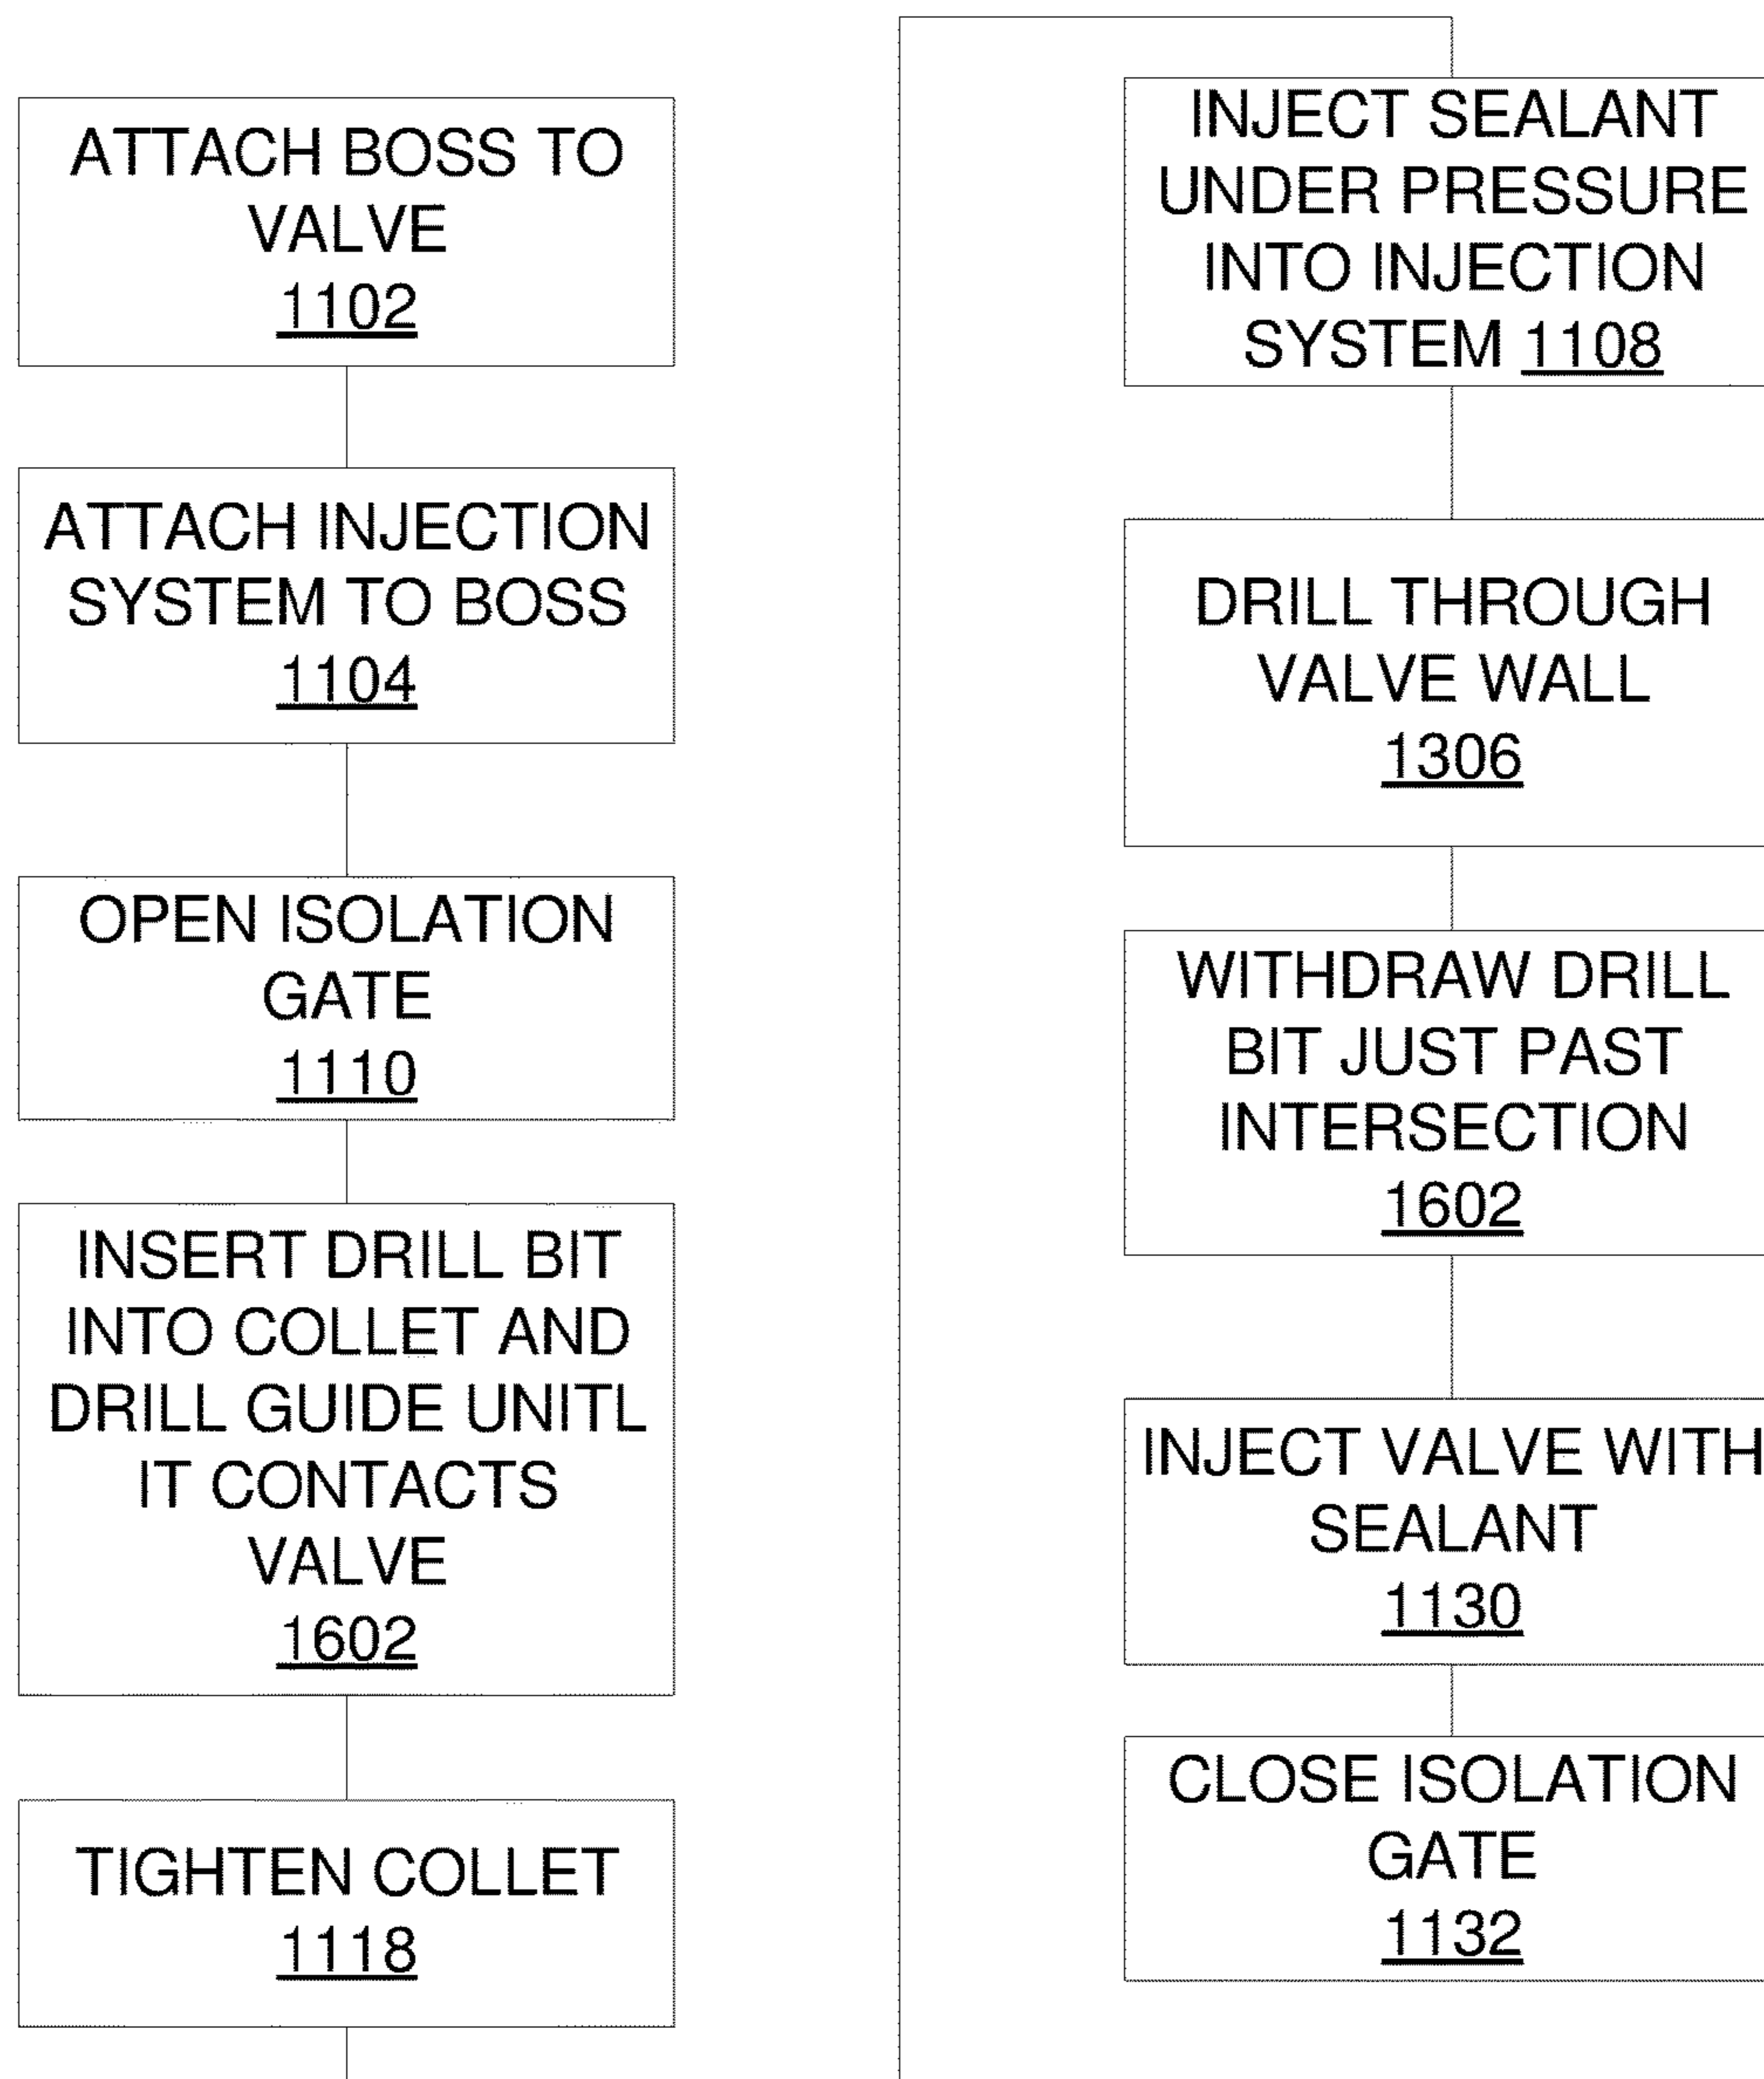 ATTACH BOSS TO
VALVE
1102
ATTACH INJECTION
SYSTEM TO BOSS
1104
OPEN ISOLATION
GATE
1110
INSERT DRILL BIT
INTO COLLET AND
DRILL GUIDE UNITL
IT CONTACTS
VALVE
1602
TIGHTEN COLLET
1118
INJECT SEALANT
UNDER PRESSURE
INTO INJECTION
SYSTEM 1108
DRILL THROUGH
VALVE WALL
1306
WITHDRAW DRILL
BIT JUST PAST
INTERSECTION
1602
INJECT VALVE WITH
SEALANT
1130
CLOSE ISOLATION
GATE
1132